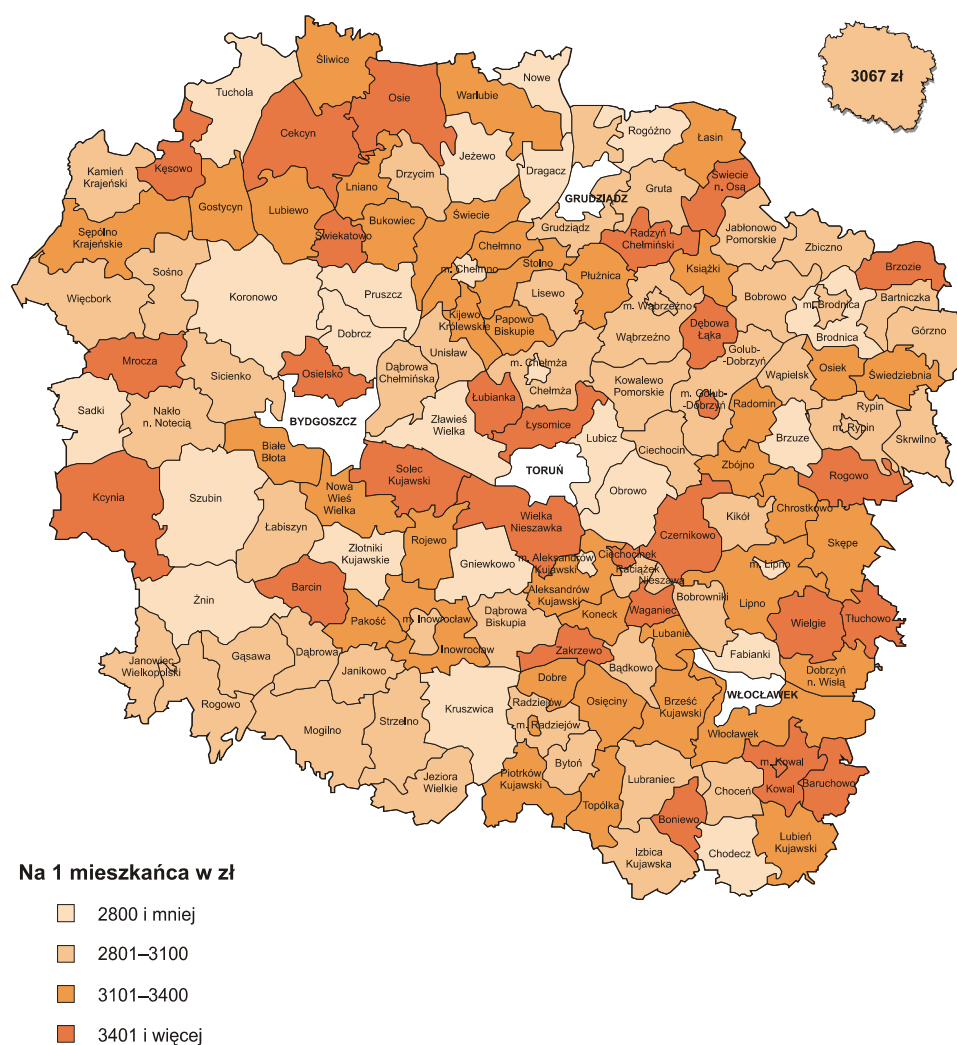 3067 zł
Nowe
Śliwice
Tuchola
Osie
Warlubie
Rogóźno
Cekcyn
Łasin
Jeżewo
Kamień
Krajeński
Kęsowo
Drzycim
Dragacz
Świecie
n. Osą
Lniano
GRUDZIĄDZ
Gruta
Gostycyn
Lubiewo
Bukowiec
Świecie
Grudziądz
Sępólno
Krajeńskie
Świekatowo
Radzyń
Chełmiński
Jabłonowo
Pomorskie
Chełmno
Zbiczno
Sośno
m. Chełmno
Stolno
Płużnica
Książki
Brzozie
Więcbork
Koronowo
Pruszcz
Lisewo
Bobrowo
Bartniczka
m. Wąbrzeźno
m. Brodnica
Kijewo
Królewskie
Papowo
Biskupie
Dobrcz
Dębowa
Łąka
Górzno
Wąbrzeźno
Brodnica
Mrocza
Unisław
Golub-
-Dobrzyń
Sicienko
Osielsko
Dąbrowa
Chełmińska
m. Chełmża
Wąpielsk
Osiek
Świedziebnia
Chełmża
Kowalewo
Pomorskie
Łubianka
m. Golub-
-Dobrzyń
Radomin
Sadki
Nakło
n. Notecią
BYDGOSZCZ
Zławieś
Wielka
Łysomice
Rypin
m. Rypin
Lubicz
Brzuze
Skrwilno
Białe
Błota
Ciechocin
Solec
Kujawski
TORUŃ
Zbójno
Rogowo
Kcynia
Szubin
Nowa
Wieś
Wielka
Obrowo
Chrostkowo
Łabiszyn
Wielka
Nieszawka
Kikół
Czernikowo
Skępe
Rojewo
Złotniki
Kujawskie
Gniewkowo
m. Aleksandrów
Kujawski
Ciechocinek
Raciążek
Nieszawa
m. Lipno
Barcin
Aleksandrów
Kujawski
Bobrowniki
Żnin
Lipno
Pakość
m. Inowrocław
Dąbrowa
Biskupia
Koneck
Waganiec
Wielgie
Tłuchowo
Lubanie
Inowrocław
Zakrzewo
Fabianki
Janowiec
Wielkopolski
Gąsawa
Dąbrowa
Bądkowo
Janikowo
Dobre
Dobrzyń
n. Wisłą
WŁOCŁAWEK
Rogowo
Kruszwica
Radziejów
Osięciny
Brześć
Kujawski
Mogilno
Strzelno
m. Radziejów
Włocławek
Bytoń
m. Kowal
Jeziora
Wielkie
Piotrków
Kujawski
Lubraniec
Choceń
Kowal
Baruchowo
Topólka
Boniewo
Lubień
Kujawski
Izbica
Kujawska
Chodecz
Na 1 mieszkańca w zł
2800 i mniej
2801–3100
3101–3400
3401 i więcej